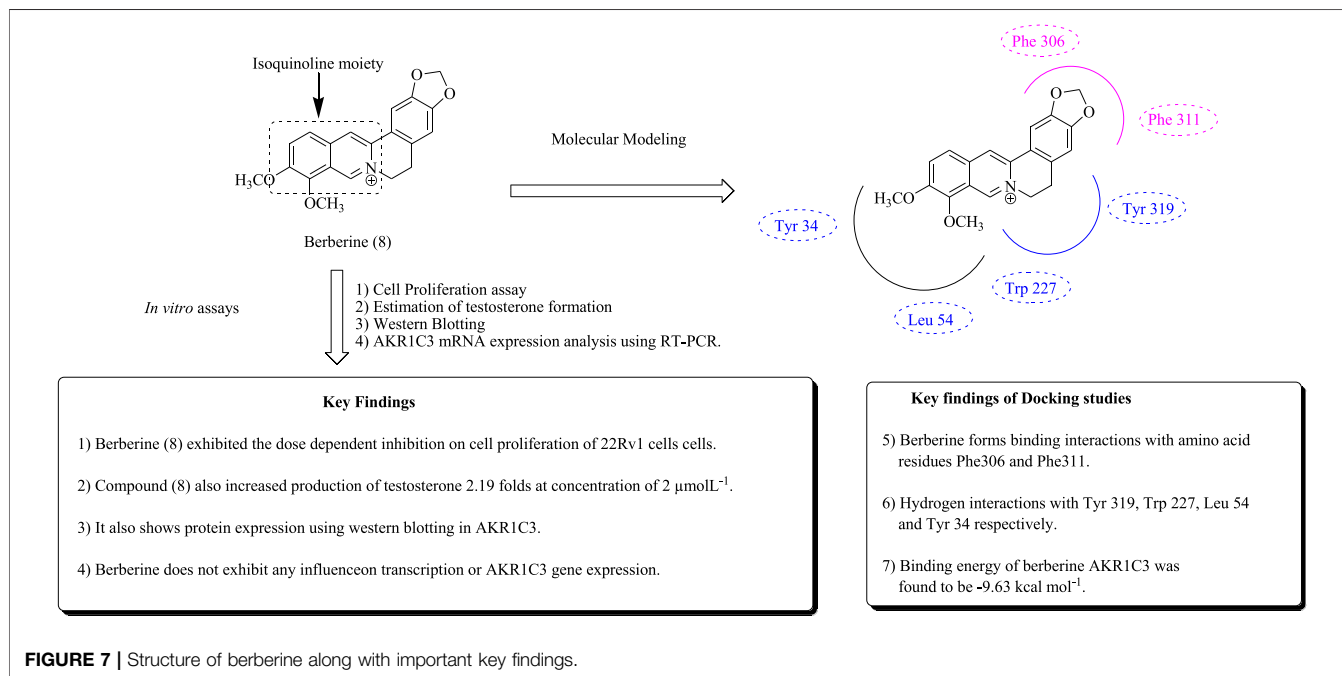 Isoquinoline moiety
O
O
N
⊕
H₃CO
OCH₃
Berberine (8)
Molecular Modeling
Phe 306
Phe 311
O
O
N
⊕
H₃CO
OCH₃
Tyr 34
Tyr 319
Trp 227
Leu 54
In vitro assays
1) Cell Proliferation assay
2) Estimation of testosterone formation
3) Western Blotting
4) AKR1C3 mRNA expression analysis using RT-PCR.
Key Findings
1) Berberine (8) exhibited the dose dependent inhibition on cell proliferation of 22Rv1 cells cells.
2) Compound (8) also increased production of testosterone 2.19 folds at concentration of 2 µmolL⁻¹.
3) It also shows protein expression using western blotting in AKR1C3.
4) Berberine does not exhibit any influenceon transcription or AKR1C3 gene expression.
Key findings of Docking studies
5) Berberine forms binding interactions with amino acid
residues Phe306 and Phe311.
6) Hydrogen interactions with Tyr 319, Trp 227, Leu 54
and Tyr 34 respectively.
7) Binding energy of berberine AKR1C3 was
found to be -9.63 kcal mol⁻¹.
FIGURE 7 | Structure of berberine along with important key findings.